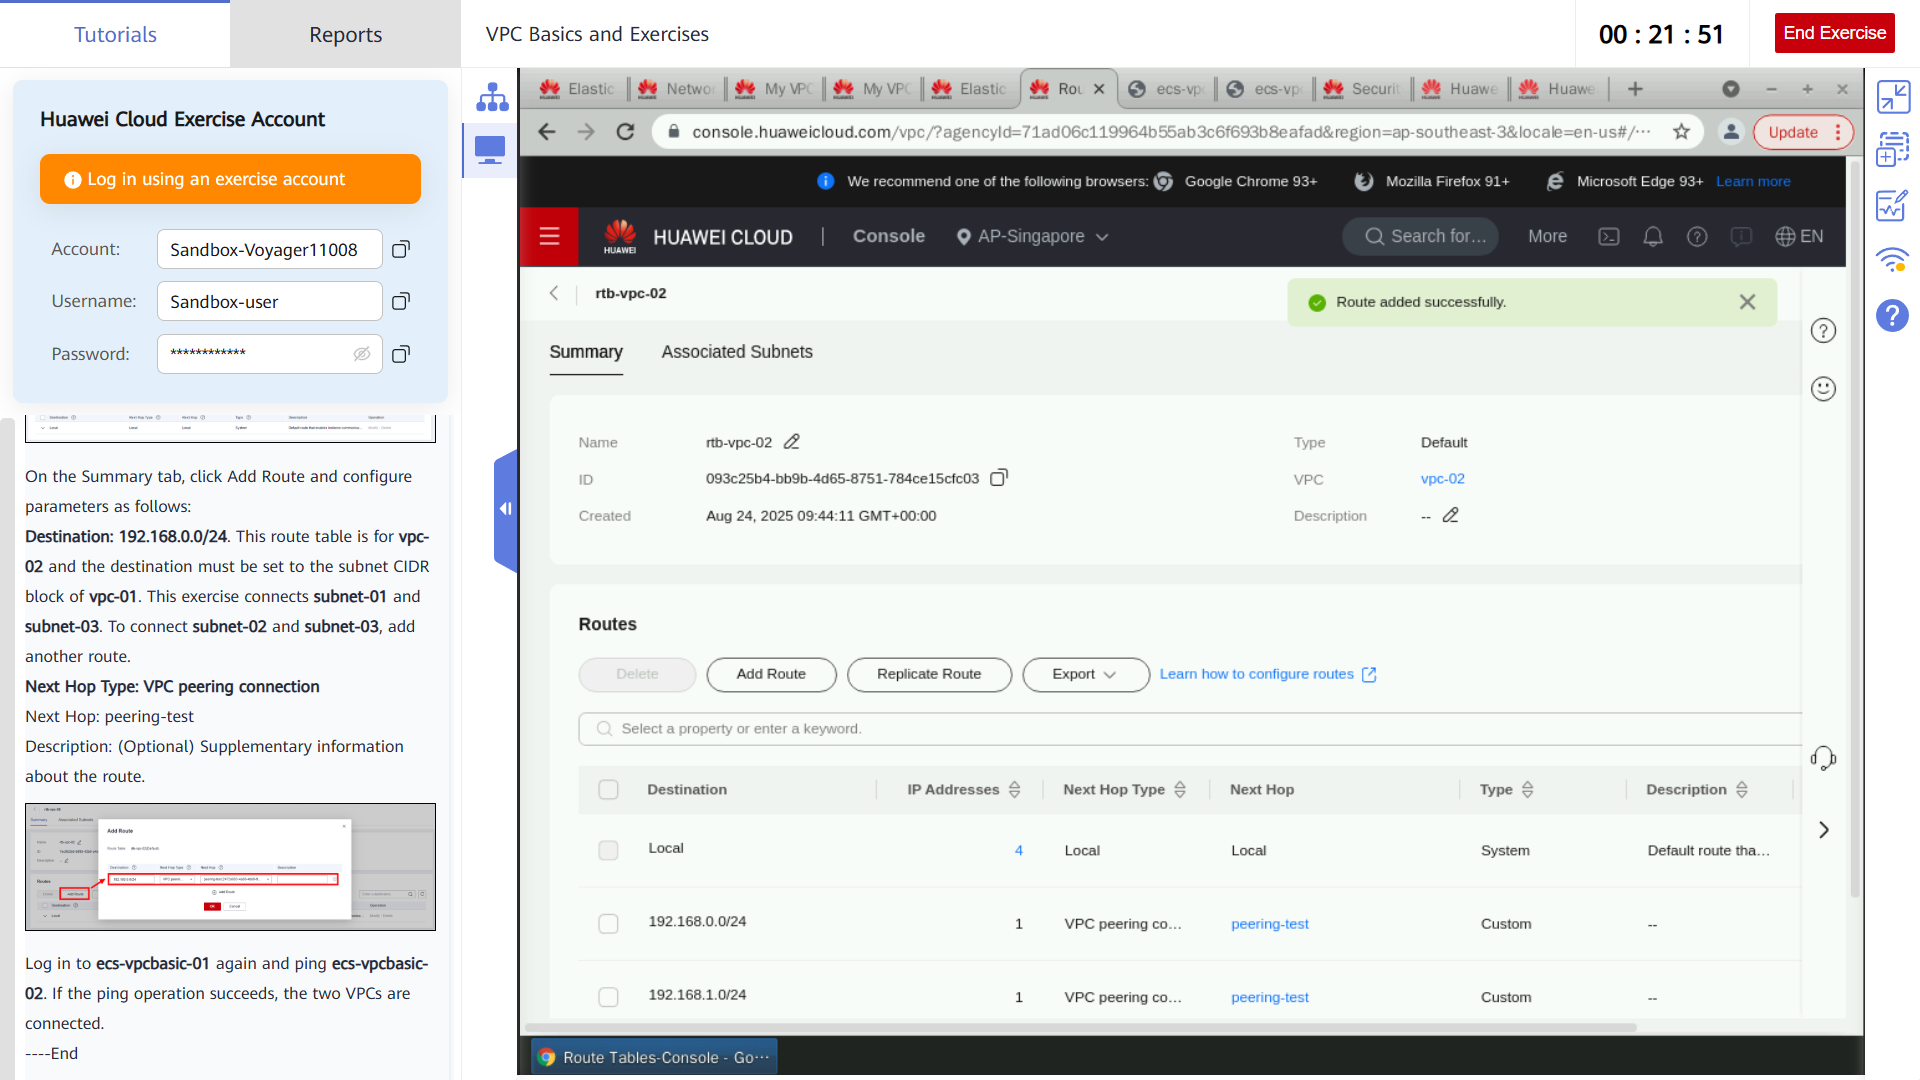 Tutorials
Reports
VPC Basics and Exercises
00 : 21 : 51
End Exercise
Huawei Cloud Exercise Account
Log in using an exercise account
Account:
Sandbox-Voyager11008
Username:
Sandbox-user
Password:
************
On the Summary tab, click Add Route and configure
parameters as follows:
Destination: 192.168.0.0/24. This route table is for vpc-
02 and the destination must be set to the subnet CIDR
block of vpc-01. This exercise connects subnet-01 and
subnet-03. To connect subnet-02 and subnet-03, add
another route.
Next Hop Type: VPC peering connection
Next Hop: peering-test
Description: (Optional) Supplementary information
about the route.
Add Route
Log in to ecs-vpcbasic-01 again and ping ecs-vpcbasic-
02. If the ping operation succeeds, the two VPCs are
connected.
----End
Elastic
Networ
My VPC
My VPC
Elastic
Rou
ecs-vpc
ecs-vpc
Securit
Huawe
Huawe
console.huaweicloud.com/vpc/?agencyId=71ad06c119964b55ab3c6f693b8eafad&region=ap-southeast-3&locale=en-us#/···
Update
We recommend one of the following browsers:
Google Chrome 93+
Mozilla Firefox 91+
Microsoft Edge 93+
Learn more
HUAWEI
HUAWEI CLOUD
Console
AP-Singapore
Search for...
More
EN
rtb-vpc-02
Route added successfully.
Summary
Associated Subnets
Name
rtb-vpc-02
Type
Default
ID
093c25b4-bb9b-4d65-8751-784ce15cfc03
VPC
vpc-02
Created
Aug 24, 2025 09:44:11 GMT+00:00
Description
--
Routes
Delete
Add Route
Replicate Route
Export
Learn how to configure routes
Select a property or enter a keyword.
Destination
IP Addresses
Next Hop Type
Next Hop
Type
Description
Local
4
Local
Local
System
Default route tha...
192.168.0.0/24
1
VPC peering co...
peering-test
Custom
--
192.168.1.0/24
1
VPC peering co...
peering-test
Custom
--
Route Tables-Console - Go···